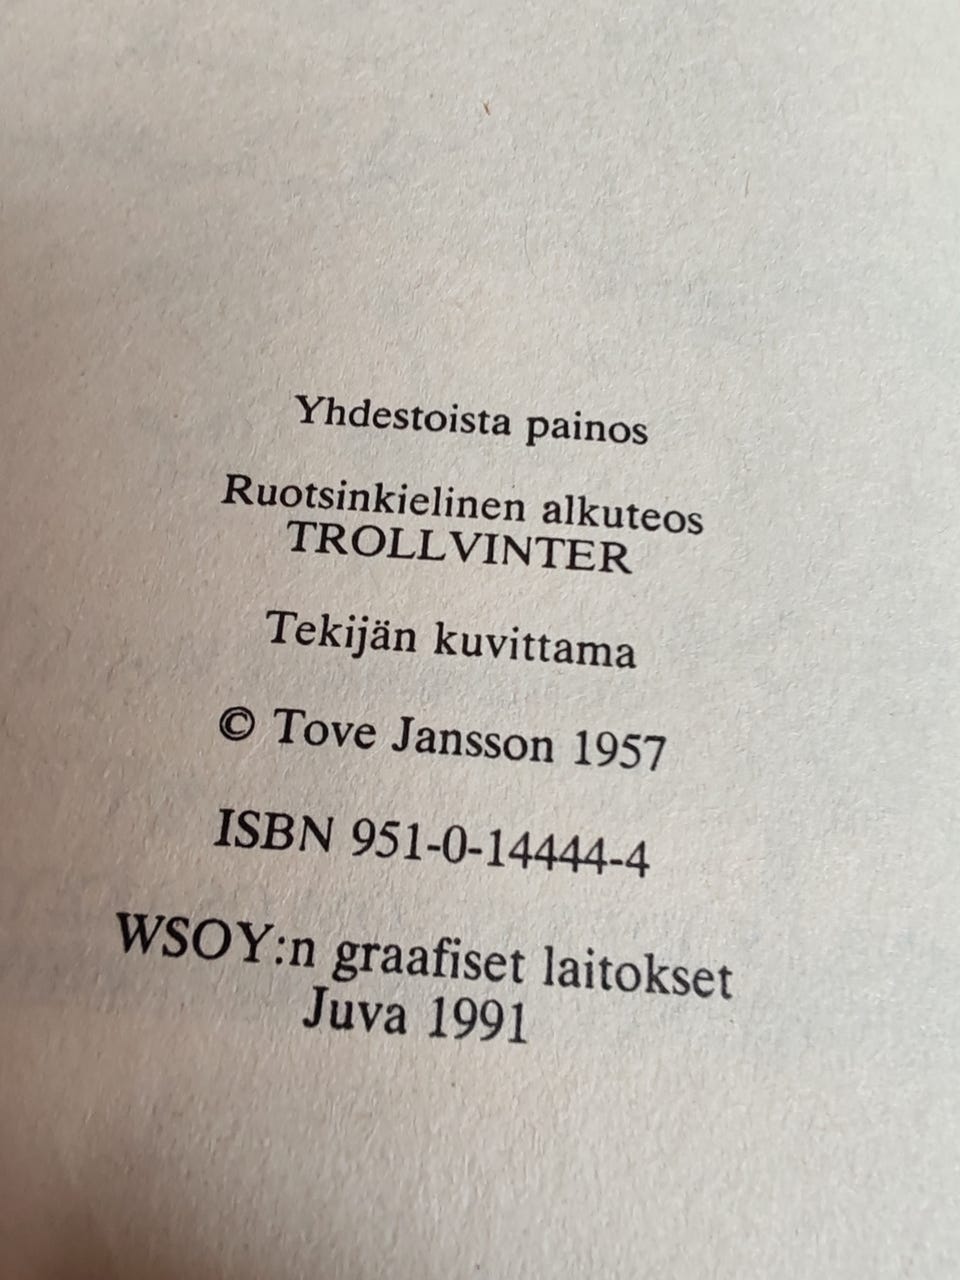 Yhdestoista painos
Ruotsinkielinen alkuteos
TROLLVINTER
Tekijän kuvittama
© Tove Jansson 1957
ISBN 951-0-14444-4
WSOY:n graafiset laitokset
Juva 1991